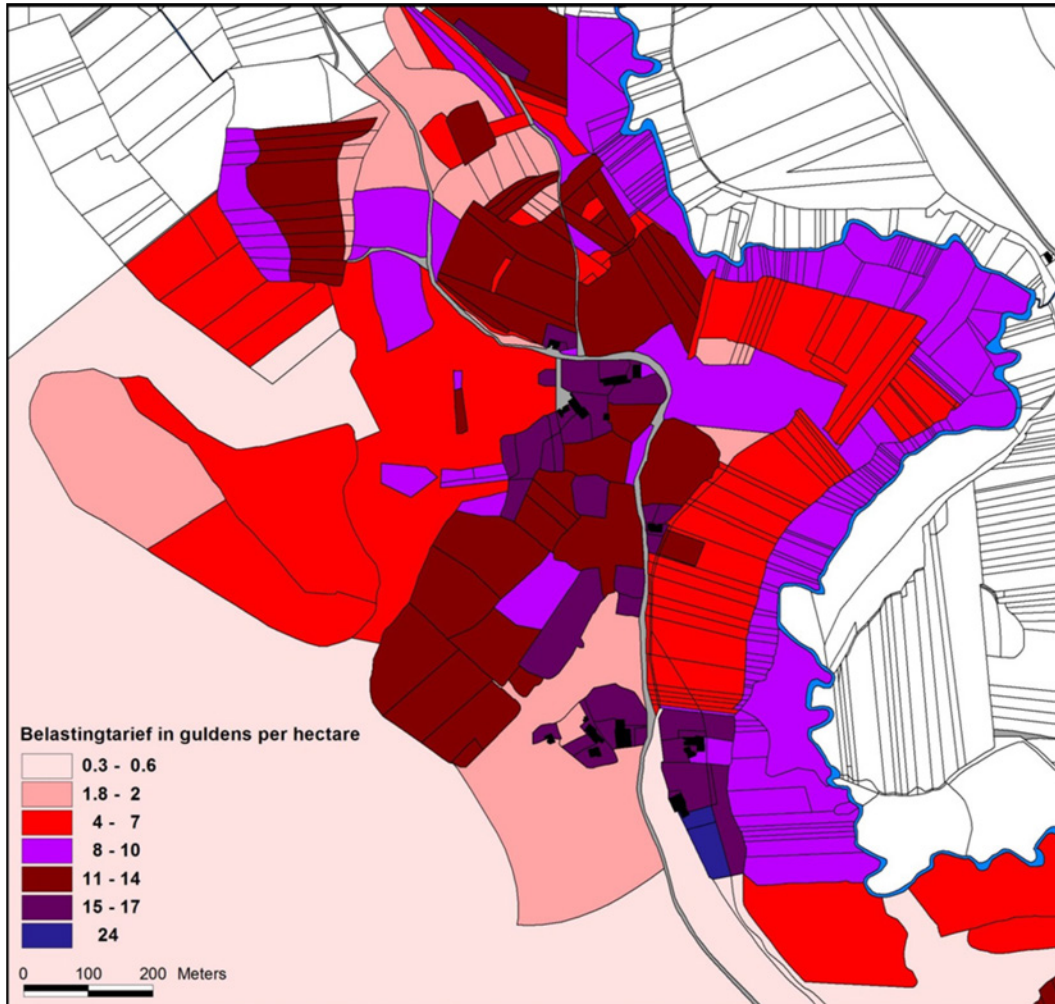 Belastingtarief in guldens per hectare
0.3 - 0.6
1.8 - 2
4 - 7
8 - 10
11 - 14
15 - 17
24
0 100 200 Meters